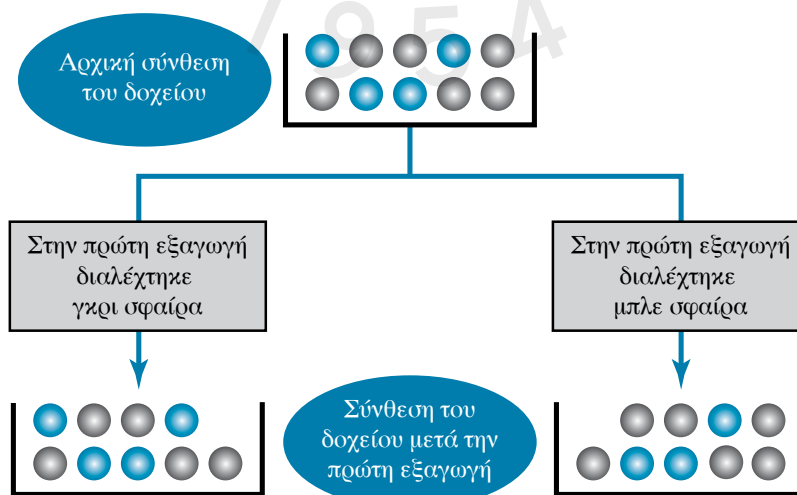 7954
Αρχική σύνθεση
του δοχείου
Στην πρώτη εξαγωγή
διαλέχτηκε
γκρι σφαίρα
Στην πρώτη εξαγωγή
διαλέχτηκε
μπλε σφαίρα
Σύνθεση του
δοχείου μετά την
πρώτη εξαγωγή